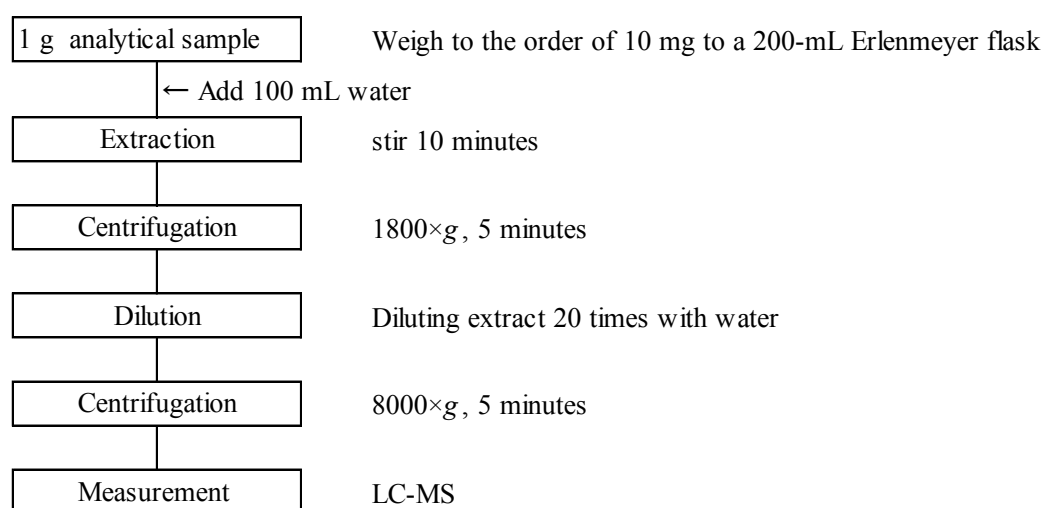 1 g analytical sample Weigh to the order of 10 mg to a 200-mL Erlenmeyer flask
← Add 100 mL water
Extraction stir 10 minutes
Centrifugation 1800×g, 5 minutes
Dilution Diluting extract 20 times with water
Centrifugation 8000×g, 5 minutes
Measurement LC-MS